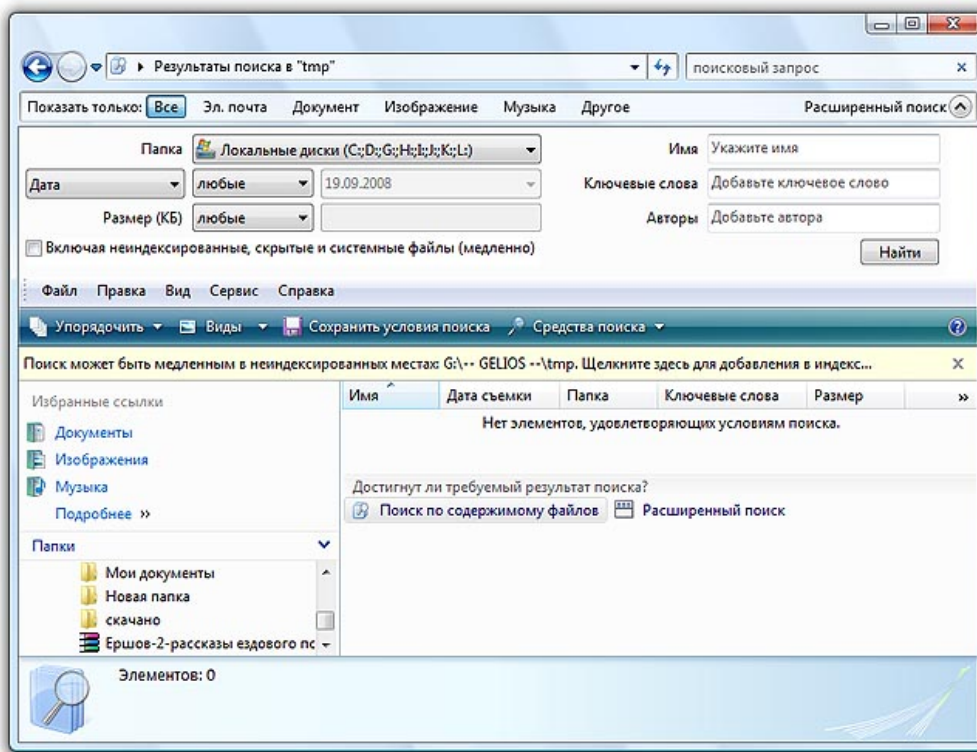 Результаты поиска в "tmp"
поисковый запрос
Показать только: Все Эл. почта Документ Изображение Музыка Другое Расширенный поиск
Папка Локальные диски (C:;D:;G:;H:;I:;J:;K:;L:) Имя Укажите имя
Дата любые 19.09.2008 Ключевые слова Добавьте ключевое слово
Размер (КБ) любые Авторы Добавьте автора
Включая неиндексированные, скрытые и системные файлы (медленно) Найти
Файл Правка Вид Сервис Справка
Упорядочить Виды Сохранить условия поиска Средства поиска
Поиск может быть медленным в неиндексированных местах: G:\-- GELIOS --\tmp. Щелкните здесь для добавления в индекс...
Избранные ссылки
Документы
Изображения
Музыка
Подробнее »
Папки
Мои документы
Новая папка
скачано
Ершов-2-рассказы ездового пс
Имя Дата съемки Папка Ключевые слова Размер »
Нет элементов, удовлетворяющих условиям поиска.
Достигнут ли требуемый результат поиска?
Поиск по содержимому файлов Расширенный поиск
Элементов: 0